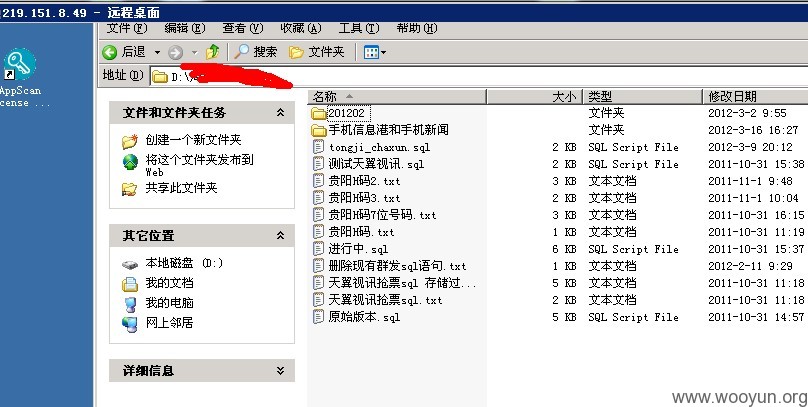 219.151.8.49 - 远程桌面
文件(F) 编辑(E) 查看(V) 收藏(A) 工具(T) 帮助(H)
后退 搜索 文件夹
地址(D) D:\
AppScan
icense ...
文件和文件夹任务
创建一个新文件夹
将这个文件夹发布到
Web
共享此文件夹
其它位置
本地磁盘 (D:)
我的文档
我的电脑
网上邻居
详细信息
名称 大小 类型 修改日期
201202 文件夹 2012-3-2 9:55
手机信息港和手机新闻 文件夹 2012-3-16 16:27
tongji_chaxun.sql 2 KB SQL Script File 2012-3-9 20:12
测试天翼视讯.sql 2 KB SQL Script File 2011-10-31 15:38
贵阳H码2.txt 3 KB 文本文档 2011-11-1 9:48
贵阳H码3.txt 2 KB 文本文档 2011-11-1 10:04
贵阳H码7位号码.txt 3 KB 文本文档 2011-10-31 16:15
贵阳H码.txt 1 KB 文本文档 2011-10-31 11:19
进行中.sql 6 KB SQL Script File 2011-10-31 15:37
删除现有群发sql语句.txt 1 KB 文本文档 2012-2-11 9:29
天翼视讯抢票sql 存储过... 5 KB 文本文档 2011-10-31 11:18
天翼视讯抢票sql.txt 2 KB 文本文档 2011-10-31 11:18
原始版本.sql 5 KB SQL Script File 2011-10-31 14:57
www.wooyun.org